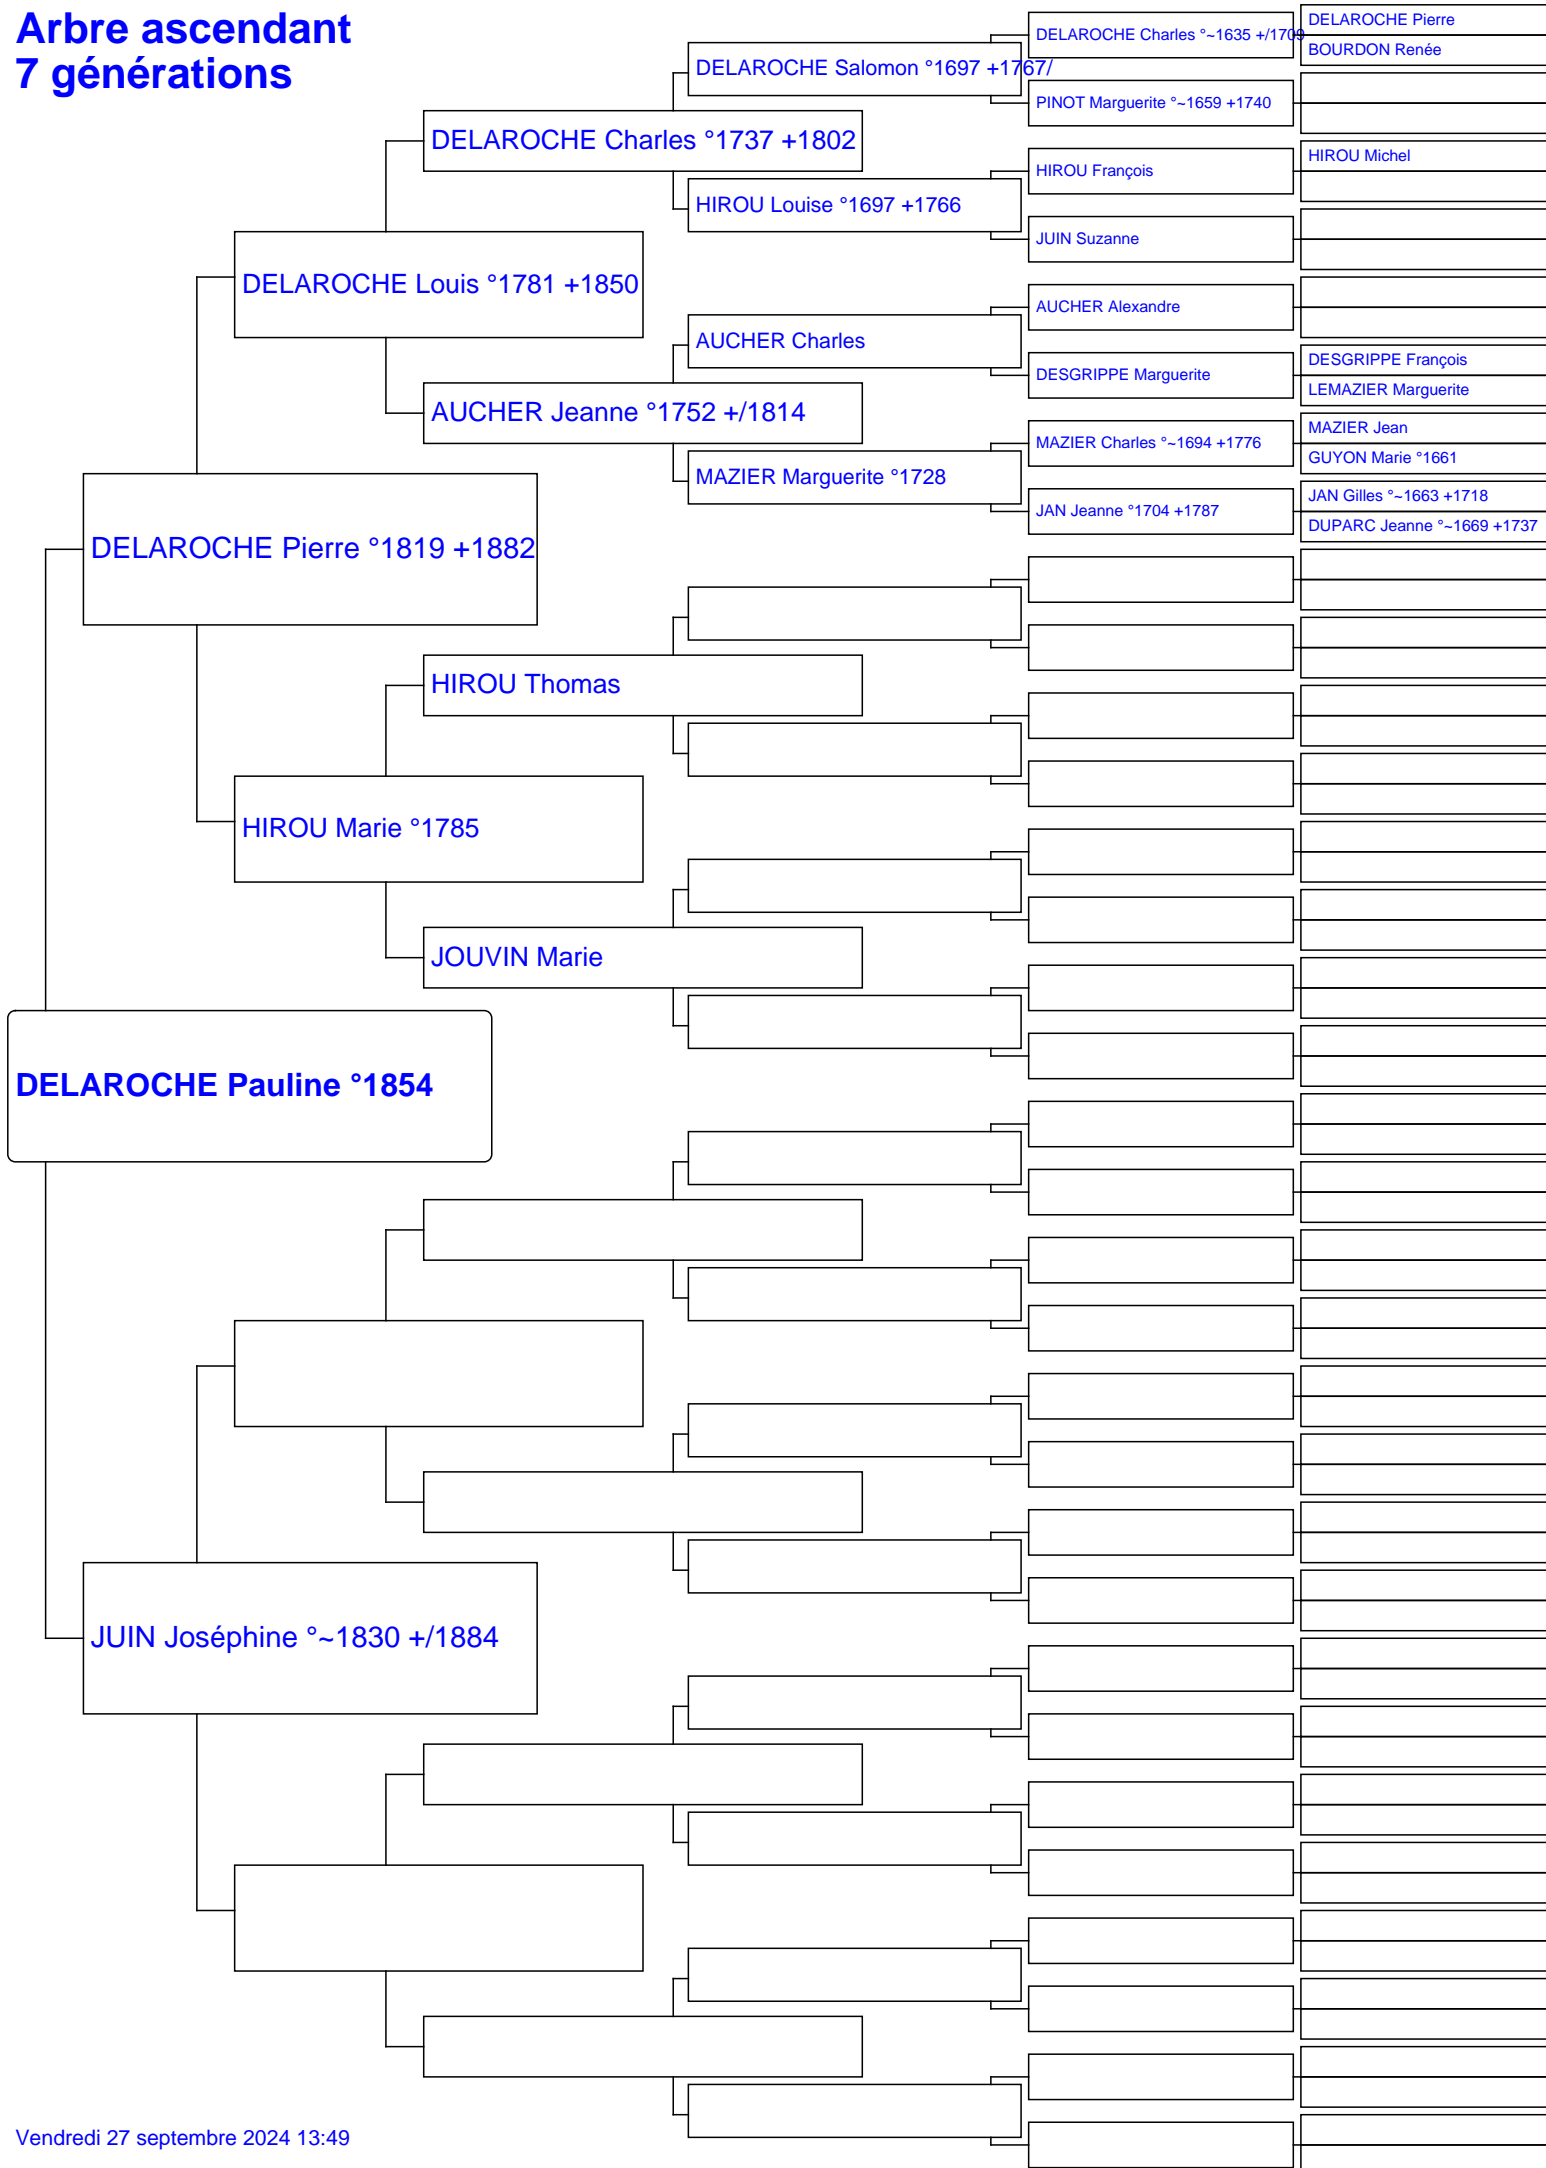 Arbre ascendant
7 générations
DELAROCHE Pierre
BOURDON Renée
DELAROCHE Charles °~1635 +/1709
DELAROCHE Salomon °1697 +1767/
PINOT Marguerite °~1659 +1740
DELAROCHE Charles °1737 +1802
HIROU Michel
HIROU François
HIROU Louise °1697 +1766
JUIN Suzanne
DELAROCHE Louis °1781 +1850
AUCHER Alexandre
AUCHER Charles
DESGRIPPE François
LEMAZIER Marguerite
DESGRIPPE Marguerite
AUCHER Jeanne °1752 +/1814
MAZIER Jean
GUYON Marie °1661
MAZIER Charles °~1694 +1776
MAZIER Marguerite °1728
JAN Gilles °~1663 +1718
DUPARC Jeanne °~1669 +1737
JAN Jeanne °1704 +1787
DELAROCHE Pierre °1819 +1882
HIROU Thomas
HIROU Marie °1785
JOUVIN Marie
DELAROCHE Pauline °1854
JUIN Joséphine °~1830 +/1884
Vendredi 27 septembre 2024 13:49